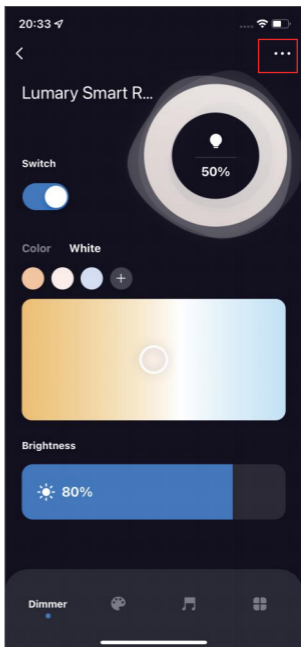 20:33
Lumary Smart R...
50%
Switch
Color White
Brightness
80%
Dimmer